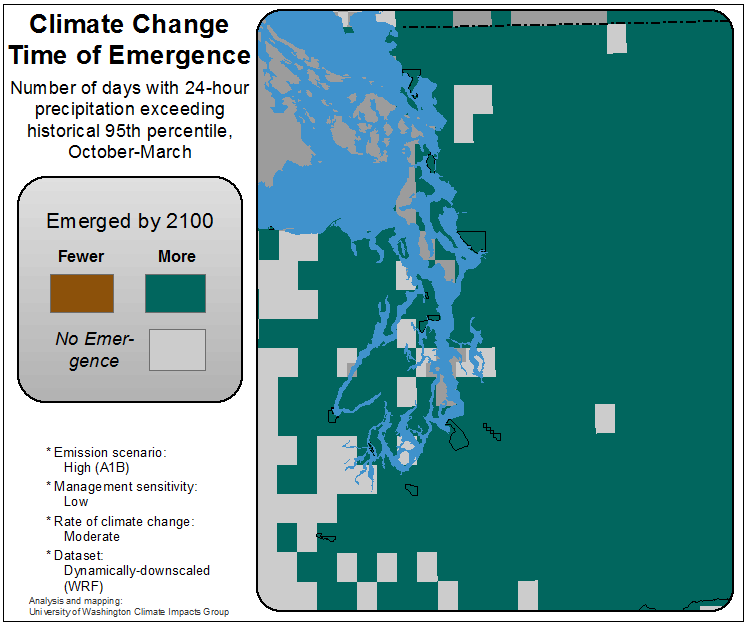 Climate Change
Time of Emergence
Number of days with 24-hour
precipitation exceeding
historical 95th percentile,
October-March
Emerged by 2100
Fewer
More
No Emer-
gence
* Emission scenario:
High (A1B)
* Management sensitivity:
Low
* Rate of climate change:
Moderate
* Dataset:
Dynamically-downscaled
(WRF)
Analysis and mapping:
University of Washington Climate Impacts Group